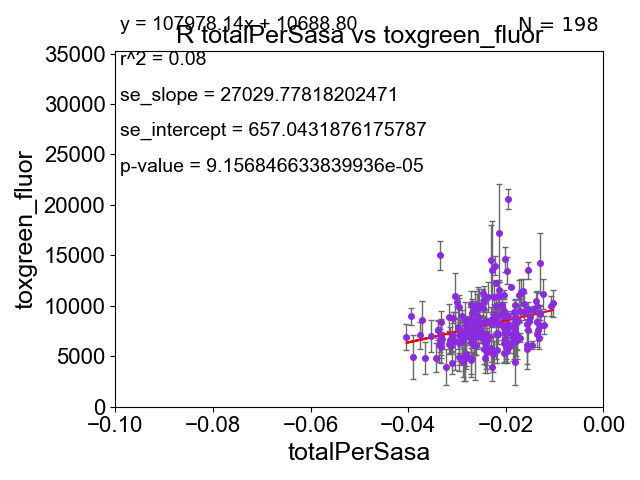 y = 107978.14x + 10688.80
N = 198
R totalPerSasa vs toxgreen_fluor
r^2 = 0.08
se_slope = 27029.77818202471
se_intercept = 657.0431876175787
p-value = 9.156846633839936e-05
toxgreen_fluor
35000
30000
25000
20000
15000
10000
5000
0
−0.10 −0.08 −0.06 −0.04 −0.02 0.00
totalPerSasa